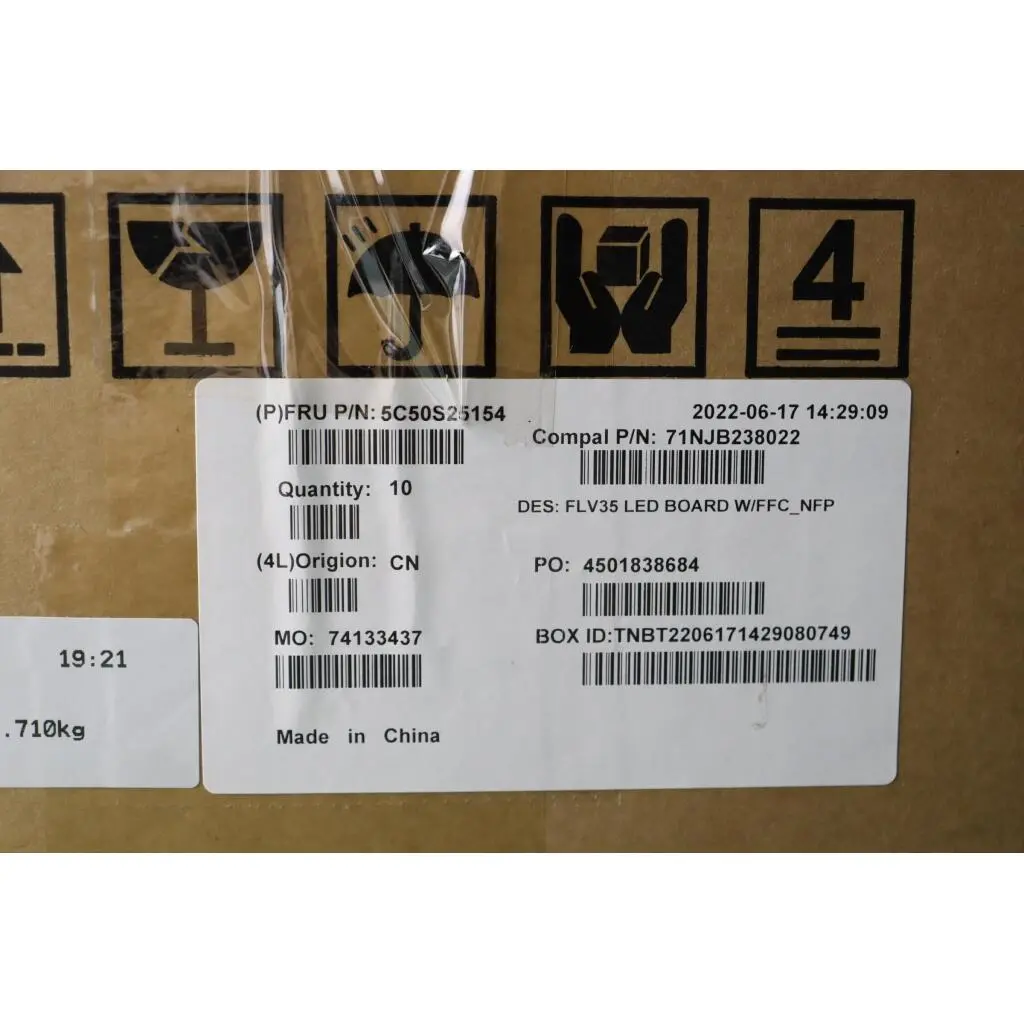 4
(P)FRU P/N: 5C50S25154
2022-06-17 14:29:09
Compal P/N: 71NJB238022
Quantity: 10
DES: FLV35 LED BOARD W/FFC_NFP
(4L)Origion: CN
PO: 4501838684
MO: 74133437
BOX ID:TNBT2206171429080749
Made in China
19:21
.710kg